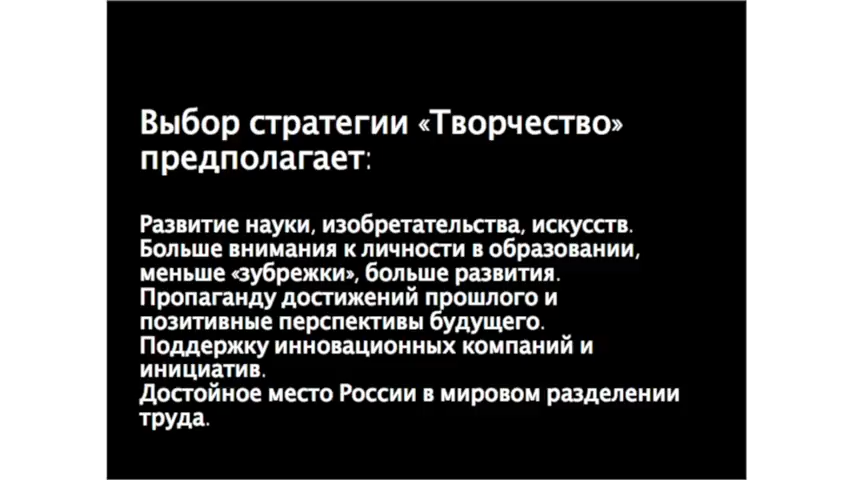 Выбор стратегии «Творчество»
предполагает:
Развитие науки, изобретательства, искусств.
Больше внимания к личности в образовании,
меньше «зубрежки», больше развития.
Пропаганду достижений прошлого и
позитивные перспективы будущего.
Поддержку инновационных компаний и
инициатив.
Достойное место России в мировом разделении
труда.